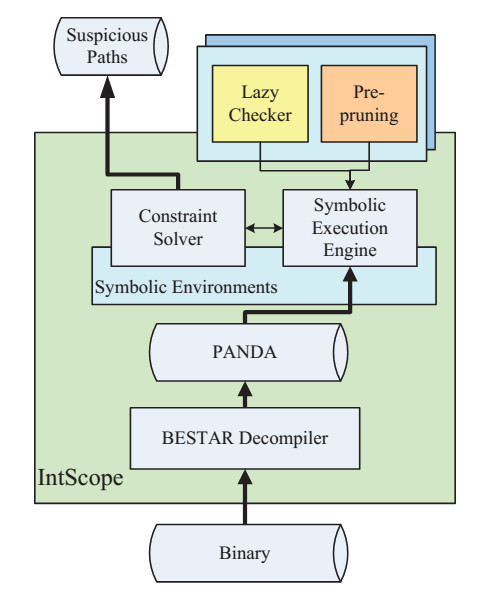 Suspicious
Paths
Lazy
Checker
Pre-
pruning
Constraint
Solver
Symbolic
Execution
Engine
Symbolic Environments
PANDA
BESTAR Decompiler
IntScope
Binary